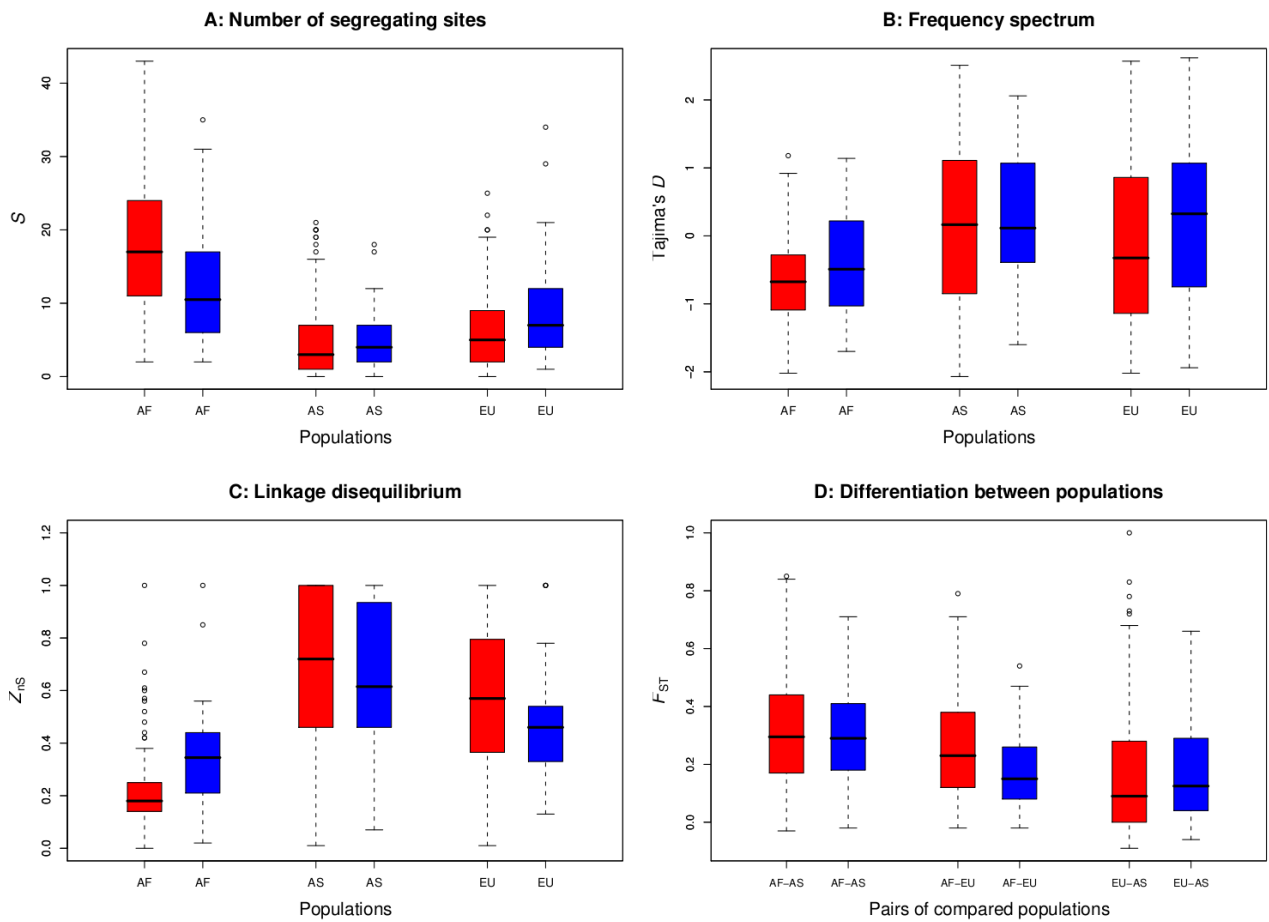 A: Number of segregating sites
S
40
30
20
10
0
AF AF AS AS EU EU
Populations
B: Frequency spectrum
Tajima's D
2
1
0
−1
−2
AF AF AS AS EU EU
Populations
C: Linkage disequilibrium
ZnS
1.2
1.0
0.8
0.6
0.4
0.2
0.0
AF AF AS AS EU EU
Populations
D: Differentiation between populations
FST
1.0
0.8
0.6
0.4
0.2
0.0
AF−AS AF−AS AF−EU AF−EU EU−AS EU−AS
Pairs of compared populations